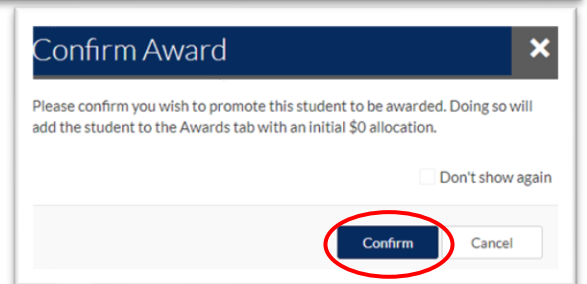 Confirm Award ×
Please confirm you wish to promote this student to be awarded. Doing so will
add the student to the Awards tab with an initial $0 allocation.
Don't show again
Confirm Cancel